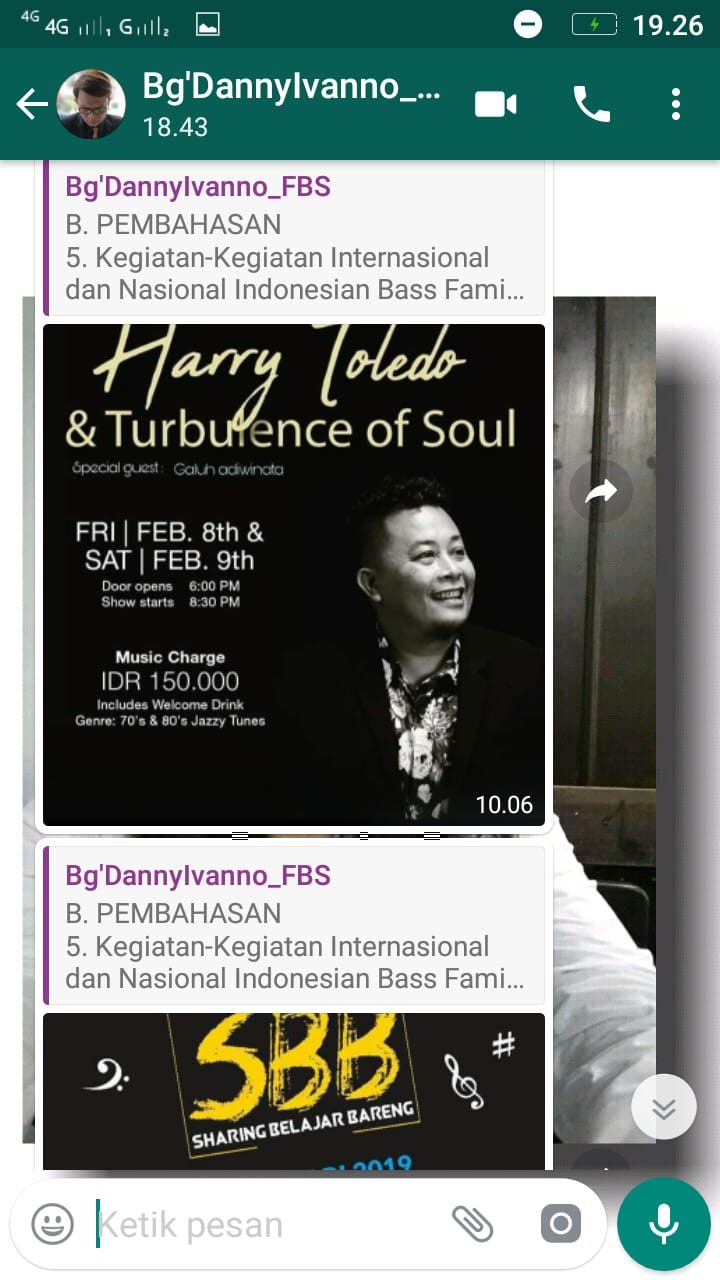 4G 4G 1 G 2 19.26
Bg'DannyIvanno_...
18.43
Bg'DannyIvanno_FBS
B. PEMBAHASAN
5. Kegiatan-Kegiatan Internasional
dan Nasional Indonesian Bass Fami...
Harry Toledo
& Turbulence of Soul
Special guest: Galuh adiwinata
FRI | FEB. 8th &
SAT | FEB. 9th
Door opens 6:00 PM
Show starts 8:30 PM
Music Charge
IDR 150.000
Includes Welcome Drink
Genre: 70's & 80's Jazzy Tunes
10.06
Bg'DannyIvanno_FBS
B. PEMBAHASAN
5. Kegiatan-Kegiatan Internasional
dan Nasional Indonesian Bass Fami...
SBB
#
SHARING BELAJAR BARENG
2019
Ketik pesan